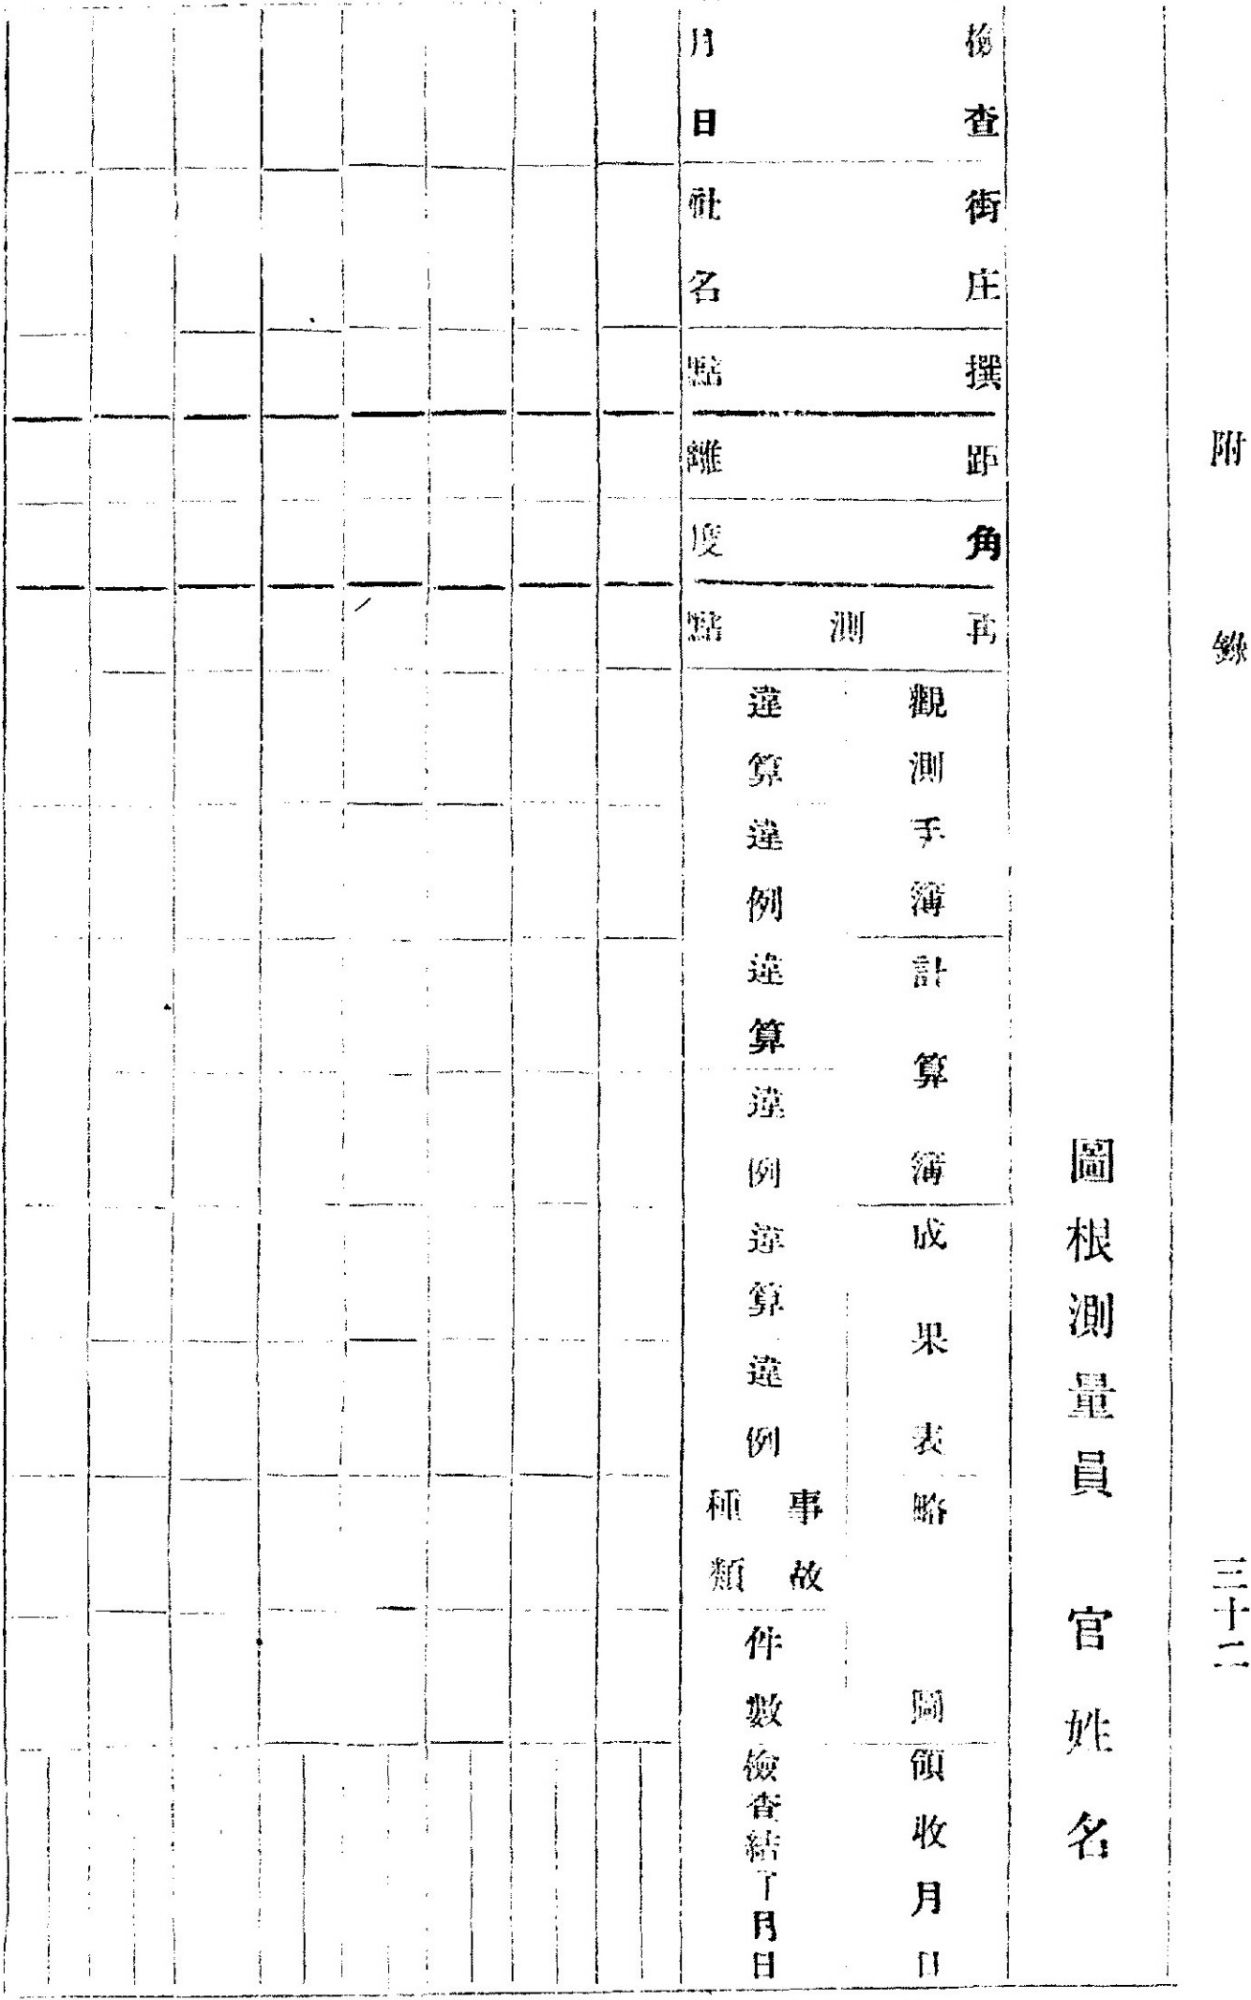 附錄
三十二
圖根測量員 官姓名
檢查
月日
街庄
社名
撰點
距離
角度
再測點
觀測手簿
違算
違例
計算簿
違算
違例
成果表
違算
違例
略圖
事故
種類
件數
領收月日
檢查結了月日